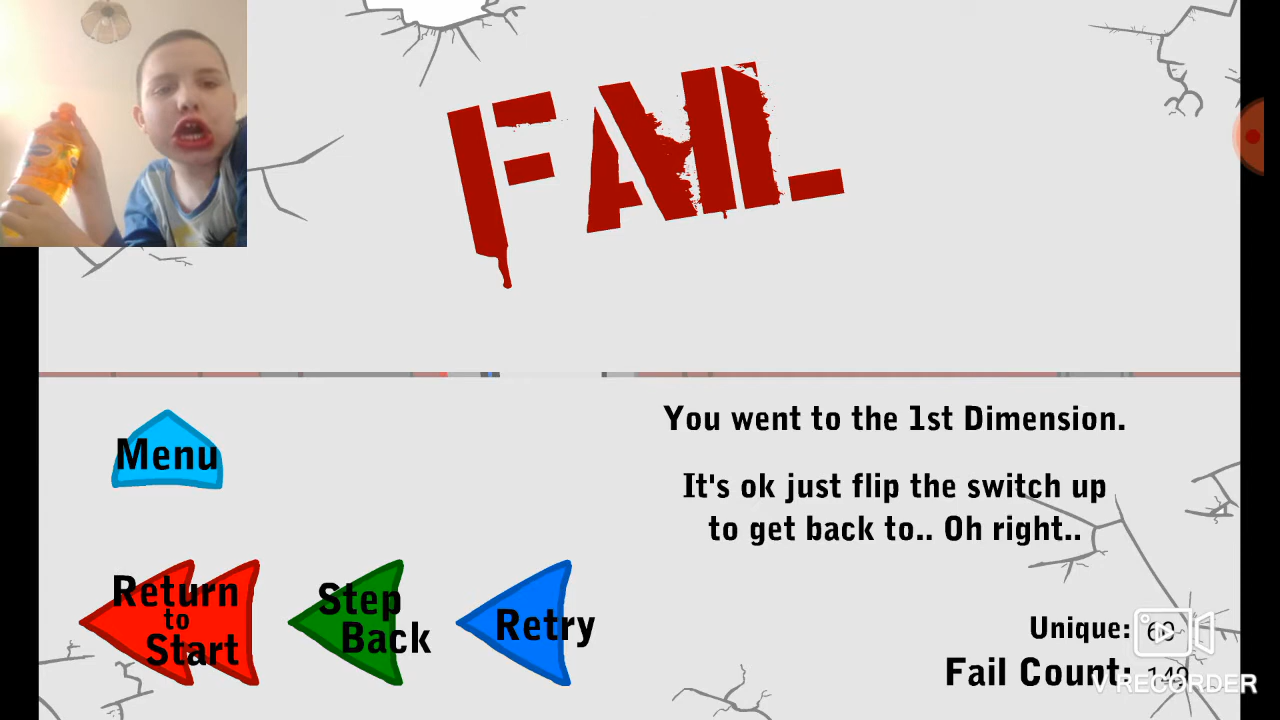 FAIL
Menu
You went to the 1st Dimension.
It's ok just flip the switch up
to get back to.. Oh right..
Return
to
Start
Step
Back
Retry
Unique: 60
Fail Count:
V RECORDER